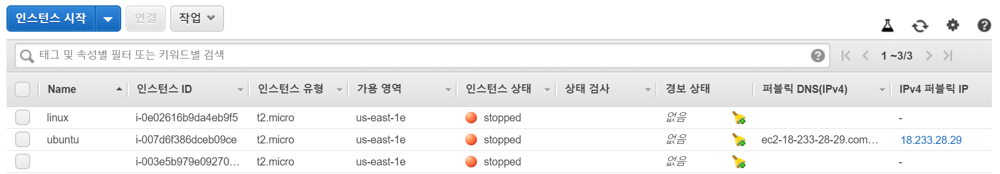 인스턴스 시작 연결 작업
태그 및 속성별 필터 또는 키워드별 검색 1 ~3/3
Name 인스턴스 ID 인스턴스 유형 가용 영역 인스턴스 상태 상태 검사 경보 상태 퍼블릭 DNS(IPv4) IPv4 퍼블릭 IP
linux i-0e02616b9da4eb9f5 t2.micro us-east-1e stopped 없음 -
ubuntu i-007d6f386dceb09ce t2.micro us-east-1e stopped 없음 ec2-18-233-28-29.com… 18.233.28.29
i-003e5b979e09270… t2.micro us-east-1e stopped 없음 -